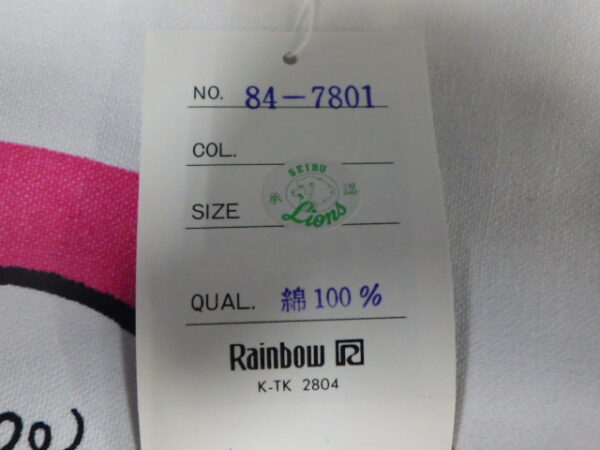 NO. 84-7801
COL.
SEIBU
承 認
Lions
SIZE
QUAL. 綿 100%
Rainbow R
K-TK 2804